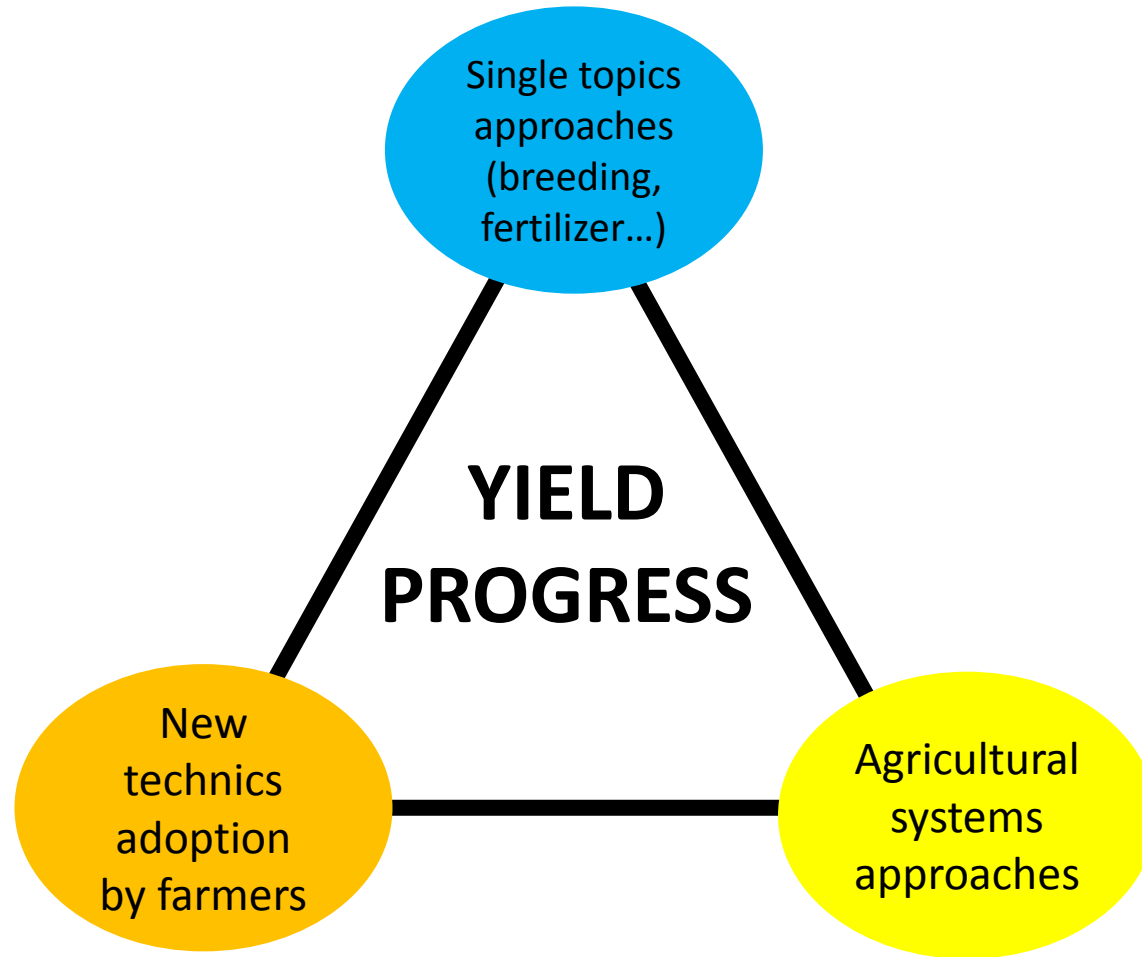 Single topics
approaches
(breeding,
fertilizer…)
YIELD
PROGRESS
New
technics
adoption
by farmers
Agricultural
systems
approaches